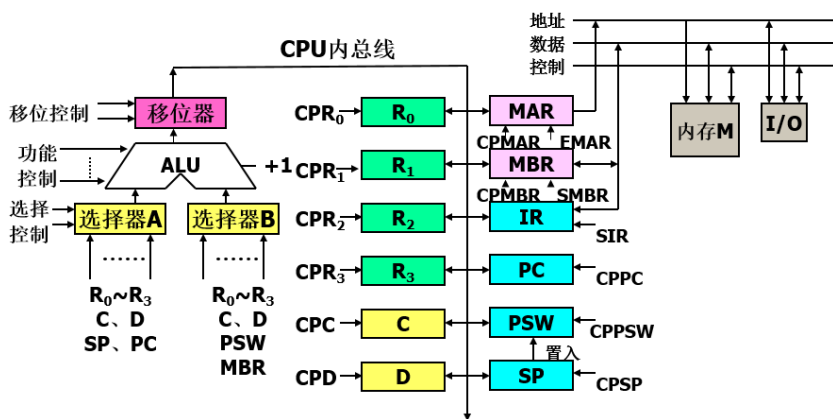 地址
数据
控制
CPU内总线
移位控制
移位器
CPR0
R0
MAR
内存M
I/O
CPMAR
EMAR
功能
控制
ALU
+1
CPR1
R1
MBR
CPMBR
SMBR
选择
控制
选择器A
选择器B
CPR2
R2
IR
SIR
......
......
CPR3
R3
PC
CPPC
R0~R3
C、D
SP、PC
R0~R3
C、D
PSW
MBR
CPC
C
PSW
CPPSW
置入
CPD
D
SP
CPSP